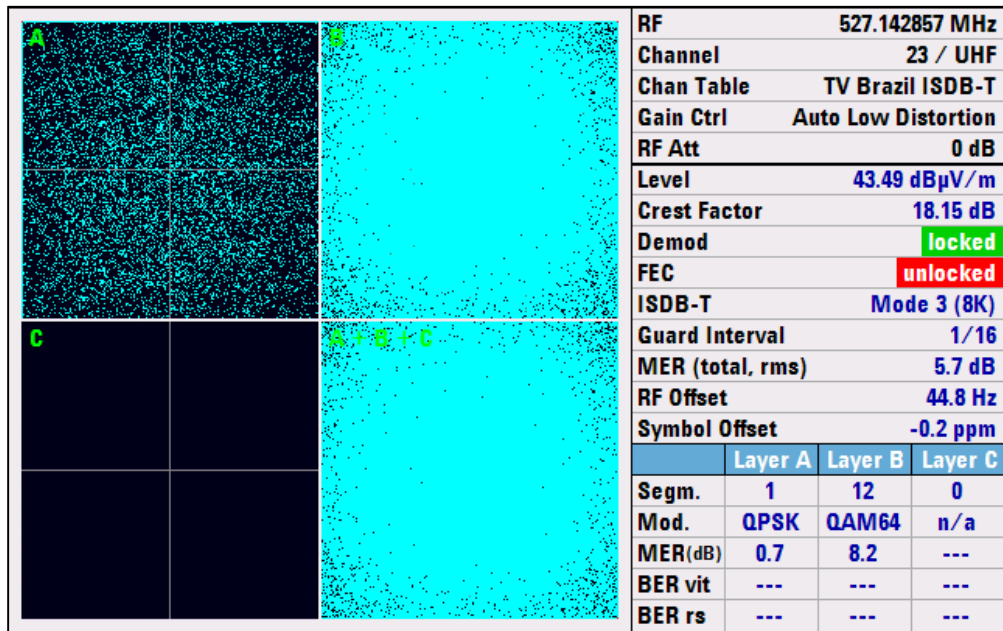 A
B
C
A + B + C
RF 527.142857 MHz
Channel 23 / UHF
Chan Table TV Brazil ISDB-T
Gain Ctrl Auto Low Distortion
RF Att 0 dB
Level 43.49 dBµV/m
Crest Factor 18.15 dB
Demod locked
FEC unlocked
ISDB-T Mode 3 (8K)
Guard Interval 1/16
MER (total, rms) 5.7 dB
RF Offset 44.8 Hz
Symbol Offset -0.2 ppm
Layer A Layer B Layer C
Segm. 1 12 0
Mod. QPSK QAM64 n/a
MER(dB) 0.7 8.2 ---
BER vit --- --- ---
BER rs --- --- ---